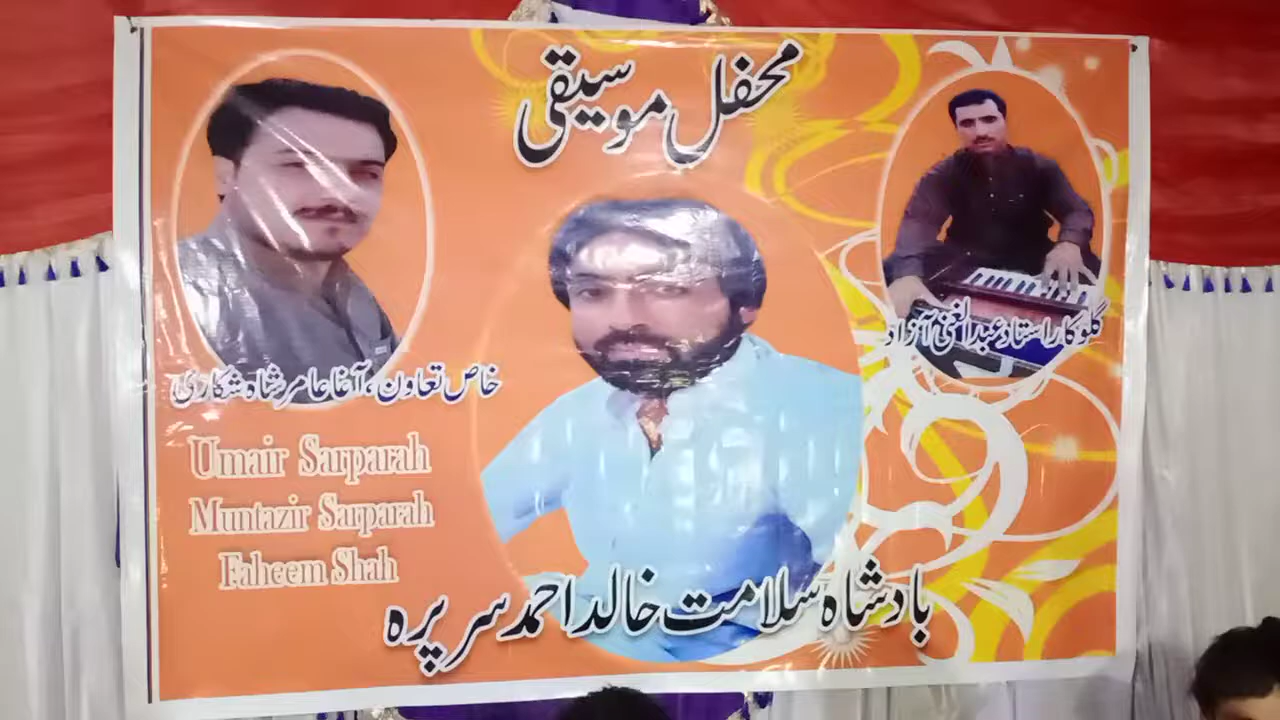 محفل موسیقی
گلوکار استاد عبدالغنی آزاد
خاص تعاون، آغا عامر شاہ شکاری
Umair Sarparah
Muntazir Sarparah
Faheem Shah
بادشاہ سلامت خالد احمد سرپرہ